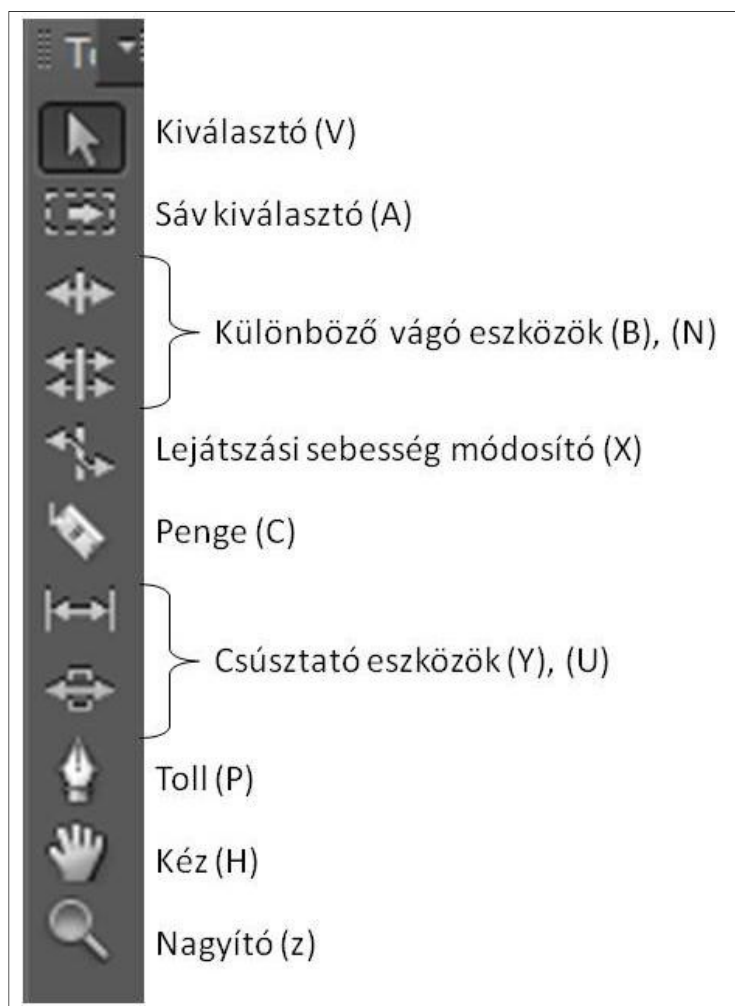 Kiválasztó (V)
Sáv kiválasztó (A)
Különböző vágó eszközök (B), (N)
Lejátszási sebesség módosító (X)
Penge (C)
Csúsztató eszközök (Y), (U)
Toll (P)
Kéz (H)
Nagyító (z)